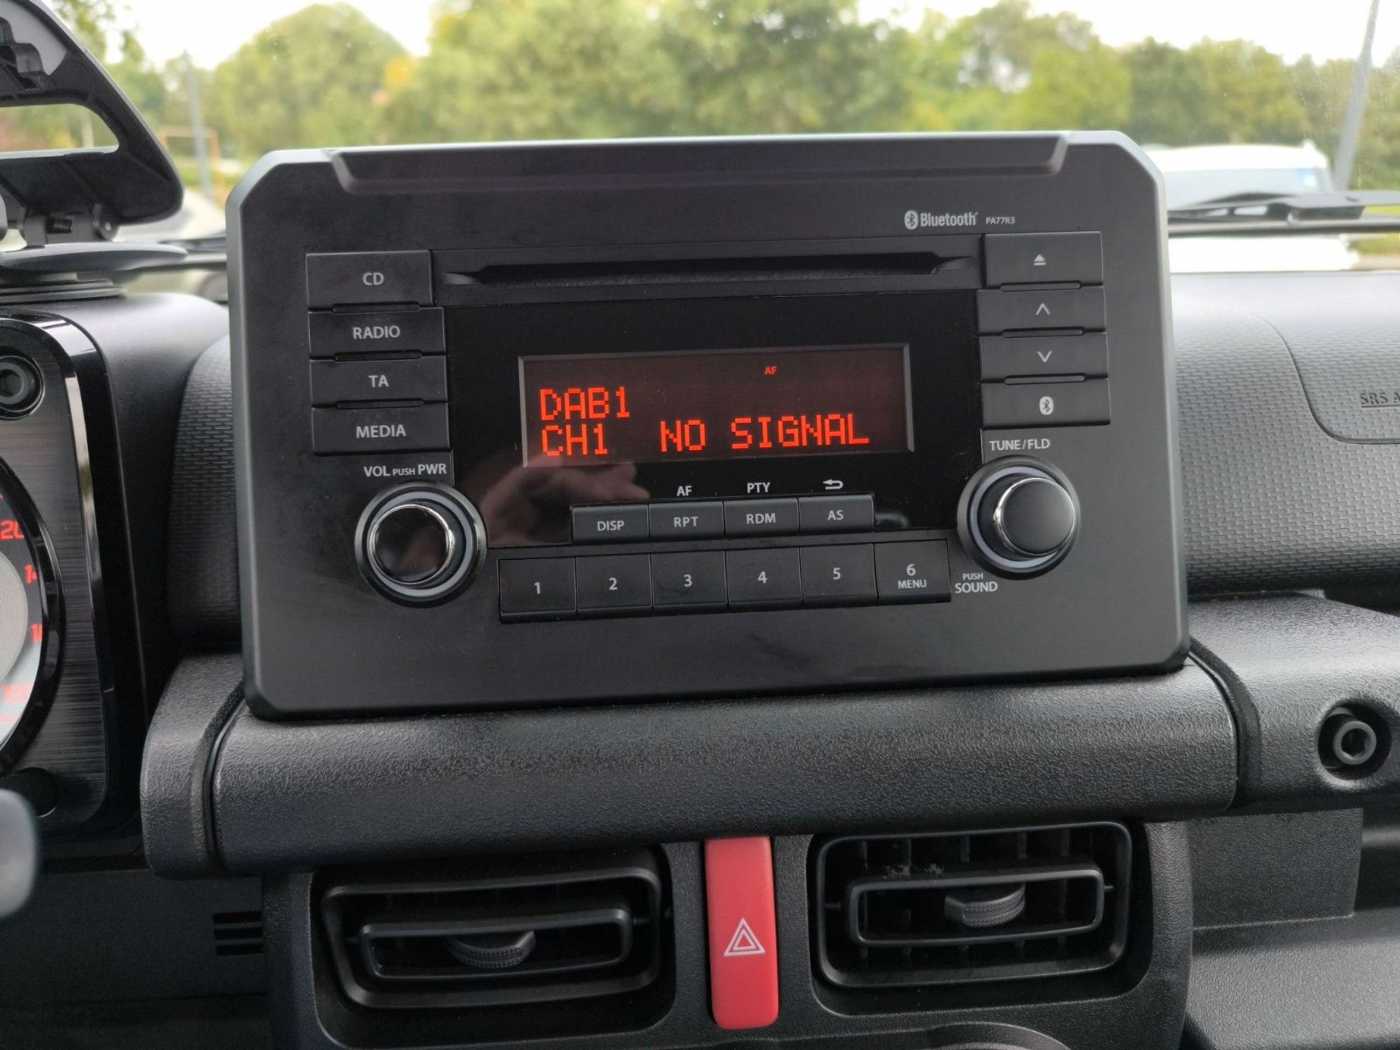 Bluetooth PA77R3
CD
RADIO
TA
MEDIA
VOL PUSH PWR
AF
DAB1
CH1 NO SIGNAL
TUNE/FLD
AF PTY
DISP RPT RDM AS
1 2 3 4 5 6
MENU
PUSH
SOUND
SRS
20